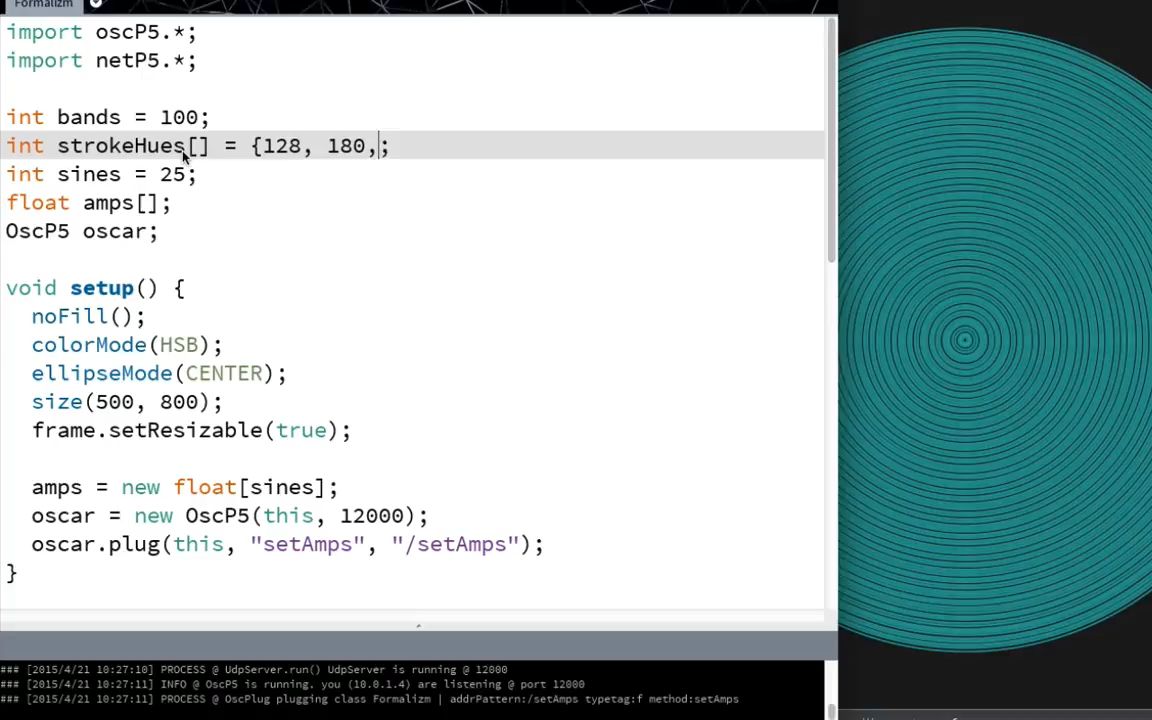 Formalizm
import oscP5.*;
import netP5.*;
int bands = 100;
int strokeHues[] = {128, 180,;
int sines = 25;
float amps[];
OscP5 oscar;
void setup() {
noFill();
colorMode(HSB);
ellipseMode(CENTER);
size(500, 800);
frame.setResizable(true);
amps = new float[sines];
oscar = new OscP5(this, 12000);
oscar.plug(this, "setAmps", "/setAmps");
}
### [2015/4/21 10:27:10] PROCESS @ UdpServer.run() UdpServer is running @ 12000
### [2015/4/21 10:27:11] INFO @ OscP5 is running. you (10.0.1.4) are listening @ port 12000
### [2015/4/21 10:27:11] PROCESS @ OscPlug plugging class Formalizm | addrPattern:/setAmps typetag:f method:setAmps